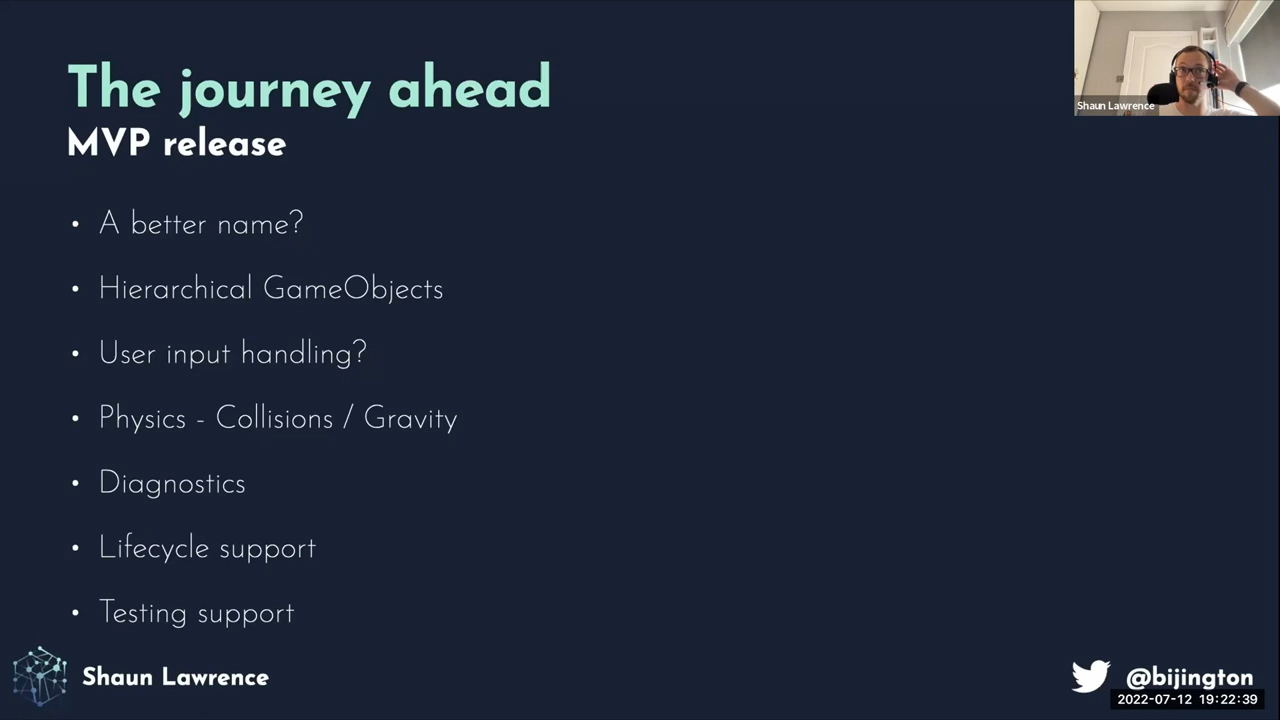 The journey ahead
MVP release
Shaun Lawrence
• A better name?
• Hierarchical GameObjects
• User input handling?
• Physics - Collisions / Gravity
• Diagnostics
• Lifecycle support
• Testing support
Shaun Lawrence
@bijington
2022-07-12 19:22:39